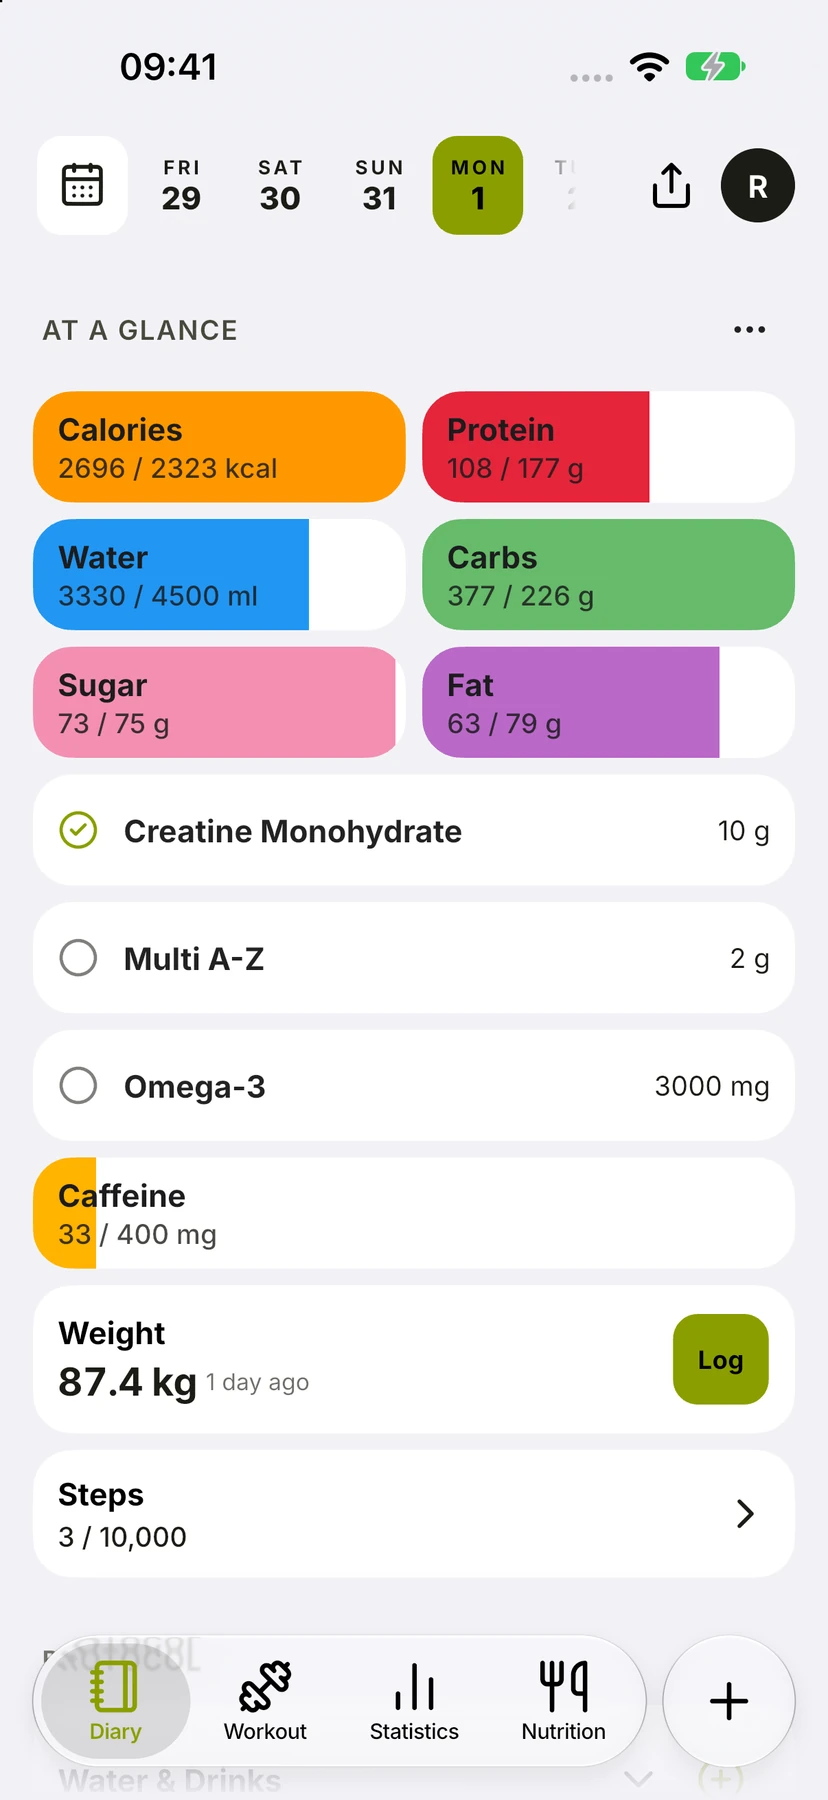 09:41
FRI SAT SUN MON
29 30 31 1
R
AT A GLANCE
Calories
2696 / 2323 kcal
Protein
108 / 177 g
Water
3330 / 4500 ml
Carbs
377 / 226 g
Sugar
73 / 75 g
Fat
63 / 79 g
Creatine Monohydrate 10 g
Multi A-Z 2 g
Omega-3 3000 mg
Caffeine
33 / 400 mg
Weight
87.4 kg 1 day ago
Log
Steps
3 / 10,000
Diary Workout Statistics Nutrition
Water & Drinks